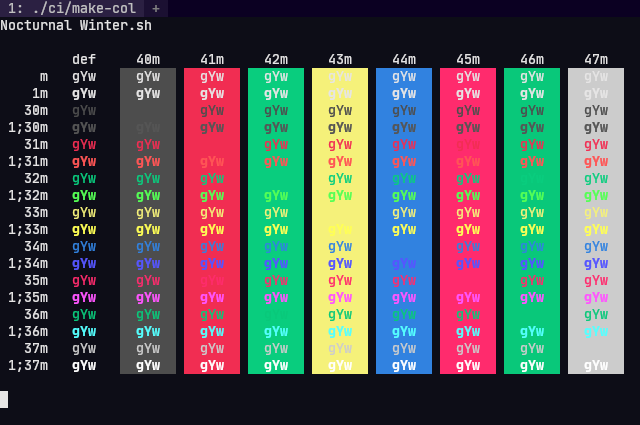 1: ./ci/make-col +
Nocturnal Winter.sh
def 40m 41m 42m 43m 44m 45m 46m 47m
m gYw gYw gYw gYw gYw gYw gYw gYw gYw
1m gYw gYw gYw gYw gYw gYw gYw gYw gYw
30m gYw gYw gYw gYw gYw gYw gYw gYw
1;30m gYw gYw gYw gYw gYw gYw gYw gYw gYw
31m gYw gYw gYw gYw gYw gYw gYw gYw
1;31m gYw gYw gYw gYw gYw gYw gYw gYw gYw
32m gYw gYw gYw gYw gYw gYw gYw
1;32m gYw gYw gYw gYw gYw gYw gYw gYw gYw
33m gYw gYw gYw gYw gYw gYw gYw gYw
1;33m gYw gYw gYw gYw gYw gYw gYw gYw gYw
34m gYw gYw gYw gYw gYw gYw gYw gYw
1;34m gYw gYw gYw gYw gYw gYw gYw gYw gYw
35m gYw gYw gYw gYw gYw gYw gYw gYw
1;35m gYw gYw gYw gYw gYw gYw gYw gYw gYw
36m gYw gYw gYw gYw gYw gYw gYw
1;36m gYw gYw gYw gYw gYw gYw gYw gYw gYw
37m gYw gYw gYw gYw gYw gYw gYw gYw
1;37m gYw gYw gYw gYw gYw gYw gYw gYw gYw